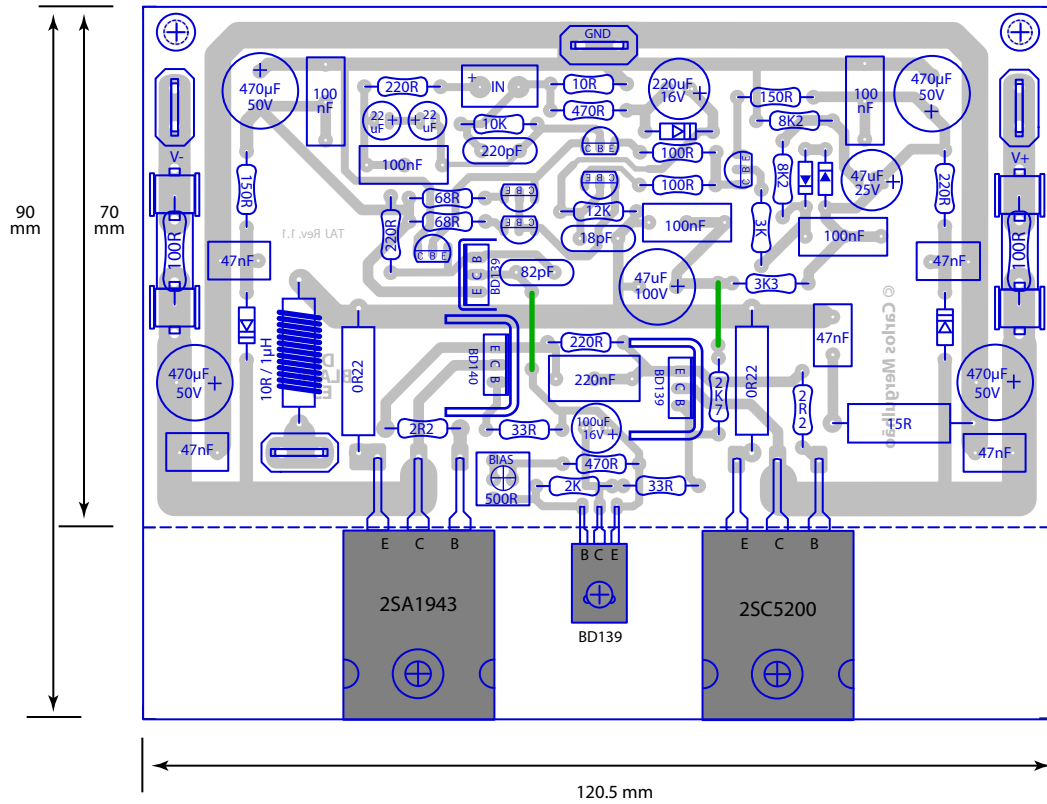 GND
470µF
50V
100
nF
220R
+ IN
10R
220uF
16V
150R
100
nF
470µF
50V
22
uF
22
uF
10K
470R
8K2
100nF
220pF
C B E
100R
C B E
8K2
47uF
25V
V-
V+
150R
68R
E B C
C B E
100R
12K
3K
220R
90
mm
70
mm
100R
TAJ Rev. 1.1
220R
68R
E B C
C B E
18pF
100nF
100nF
100R
47nF
B
C
E
BD139
82pF
47uF
100V
3K3
47nF
© Carlos Mergulhão
10R / 1µH
0R22
BD140
E
C
B
220R
220nF
BD139
E
C
B
2K7
0R22
47nF
2R2
470µF
50V
470µF
50V
2R2
33R
100uF
16V
15R
47nF
47nF
BIAS
500R
470R
2K
33R
E C B
B C E
E C B
2SA1943
BD139
2SC5200
120.5 mm